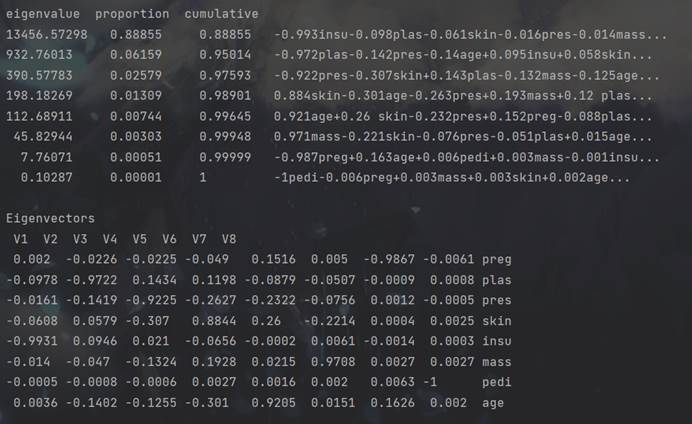 eigenvalue proportion cumulative
13456.57298 0.88855 0.88855 -0.993insu-0.098plas-0.061skin-0.016pres-0.014mass...
932.76013 0.06159 0.95014 -0.972plas-0.142pres-0.14age+0.095insu+0.058skin...
390.57783 0.02579 0.97593 -0.922pres-0.307skin+0.143plas-0.132mass-0.125age...
198.18269 0.01309 0.98901 0.884skin-0.301age-0.263pres+0.193mass+0.12 plas...
112.68911 0.00744 0.99645 0.921age+0.26 skin-0.232pres+0.152preg-0.088plas...
45.82944 0.00303 0.99948 0.971mass-0.221skin-0.076pres-0.051plas+0.015age...
7.76071 0.00051 0.99999 -0.987preg+0.163age+0.006pedi+0.003mass-0.001insu...
0.10287 0.00001 1 -1pedi-0.006preg+0.003mass+0.003skin+0.002age...
Eigenvectors
V1 V2 V3 V4 V5 V6 V7 V8
0.002 -0.0226 -0.0225 -0.049 0.1516 0.005 -0.9867 -0.0061 preg
-0.0978 -0.9722 0.1434 0.1198 -0.0879 -0.0507 -0.0009 0.0008 plas
-0.0161 -0.1419 -0.9225 -0.2627 -0.2322 -0.0756 0.0012 -0.0005 pres
-0.0608 0.0579 -0.307 0.8844 0.26 -0.2214 0.0004 0.0025 skin
-0.9931 0.0946 0.021 -0.0656 -0.0002 0.0061 -0.0014 0.0003 insu
-0.014 -0.047 -0.1324 0.1928 0.0215 0.9708 0.0027 0.0027 mass
-0.0005 -0.0008 -0.0006 0.0027 0.0016 0.002 0.0063 -1 pedi
0.0036 -0.1402 -0.1255 -0.301 0.9205 0.0151 0.1626 0.002 age